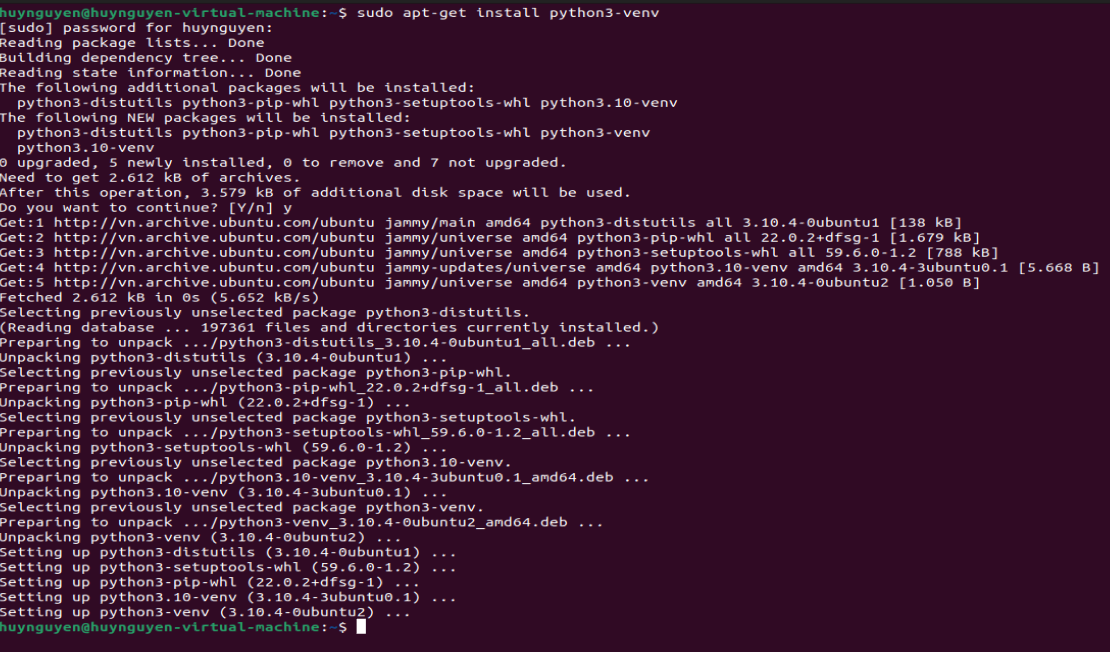 huynguyen@huynguyen-virtual-machine:~$ sudo apt-get install python3-venv
[sudo] password for huynguyen:
Reading package lists... Done
Building dependency tree... Done
Reading state information... Done
The following additional packages will be installed:
  python3-distutils python3-pip-whl python3-setuptools-whl python3.10-venv
The following NEW packages will be installed:
  python3-distutils python3-pip-whl python3-setuptools-whl python3-venv
  python3.10-venv
0 upgraded, 5 newly installed, 0 to remove and 7 not upgraded.
Need to get 2.612 kB of archives.
After this operation, 3.579 kB of additional disk space will be used.
Do you want to continue? [Y/n] y
Get:1 http://vn.archive.ubuntu.com/ubuntu jammy/main amd64 python3-distutils all 3.10.4-0ubuntu1 [138 kB]
Get:2 http://vn.archive.ubuntu.com/ubuntu jammy/universe amd64 python3-pip-whl all 22.0.2+dfsg-1 [1.679 kB]
Get:3 http://vn.archive.ubuntu.com/ubuntu jammy/universe amd64 python3-setuptools-whl all 59.6.0-1.2 [788 kB]
Get:4 http://vn.archive.ubuntu.com/ubuntu jammy-updates/universe amd64 python3.10-venv amd64 3.10.4-3ubuntu0.1 [5.668 B]
Get:5 http://vn.archive.ubuntu.com/ubuntu jammy/universe amd64 python3-venv amd64 3.10.4-0ubuntu2 [1.050 B]
Fetched 2.612 kB in 0s (5.652 kB/s)
Selecting previously unselected package python3-distutils.
(Reading database ... 197361 files and directories currently installed.)
Preparing to unpack .../python3-distutils_3.10.4-0ubuntu1_all.deb ...
Unpacking python3-distutils (3.10.4-0ubuntu1) ...
Selecting previously unselected package python3-pip-whl.
Preparing to unpack .../python3-pip-whl_22.0.2+dfsg-1_all.deb ...
Unpacking python3-pip-whl (22.0.2+dfsg-1) ...
Selecting previously unselected package python3-setuptools-whl.
Preparing to unpack .../python3-setuptools-whl_59.6.0-1.2_all.deb ...
Unpacking python3-setuptools-whl (59.6.0-1.2) ...
Selecting previously unselected package python3.10-venv.
Preparing to unpack .../python3.10-venv_3.10.4-3ubuntu0.1_amd64.deb ...
Unpacking python3.10-venv (3.10.4-3ubuntu0.1) ...
Selecting previously unselected package python3-venv.
Preparing to unpack .../python3-venv_3.10.4-0ubuntu2_amd64.deb ...
Unpacking python3-venv (3.10.4-0ubuntu2) ...
Setting up python3-distutils (3.10.4-0ubuntu1) ...
Setting up python3-setuptools-whl (59.6.0-1.2) ...
Setting up python3-pip-whl (22.0.2+dfsg-1) ...
Setting up python3.10-venv (3.10.4-3ubuntu0.1) ...
Setting up python3-venv (3.10.4-0ubuntu2) ...
huynguyen@huynguyen-virtual-machine:~$